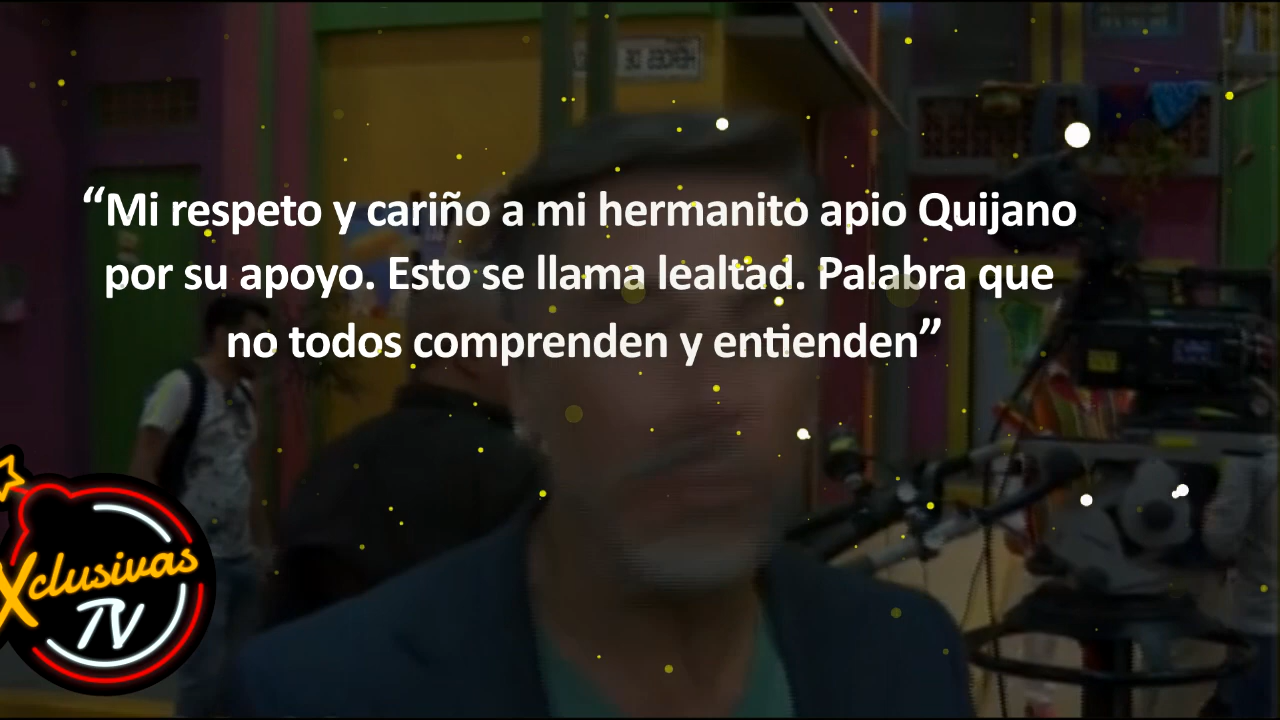 “Mi respeto y cariño a mi hermanito apio Quijano
por su apoyo. Esto se llama lealtad. Palabra que
no todos comprenden y entienden”
Xclusivas
TV